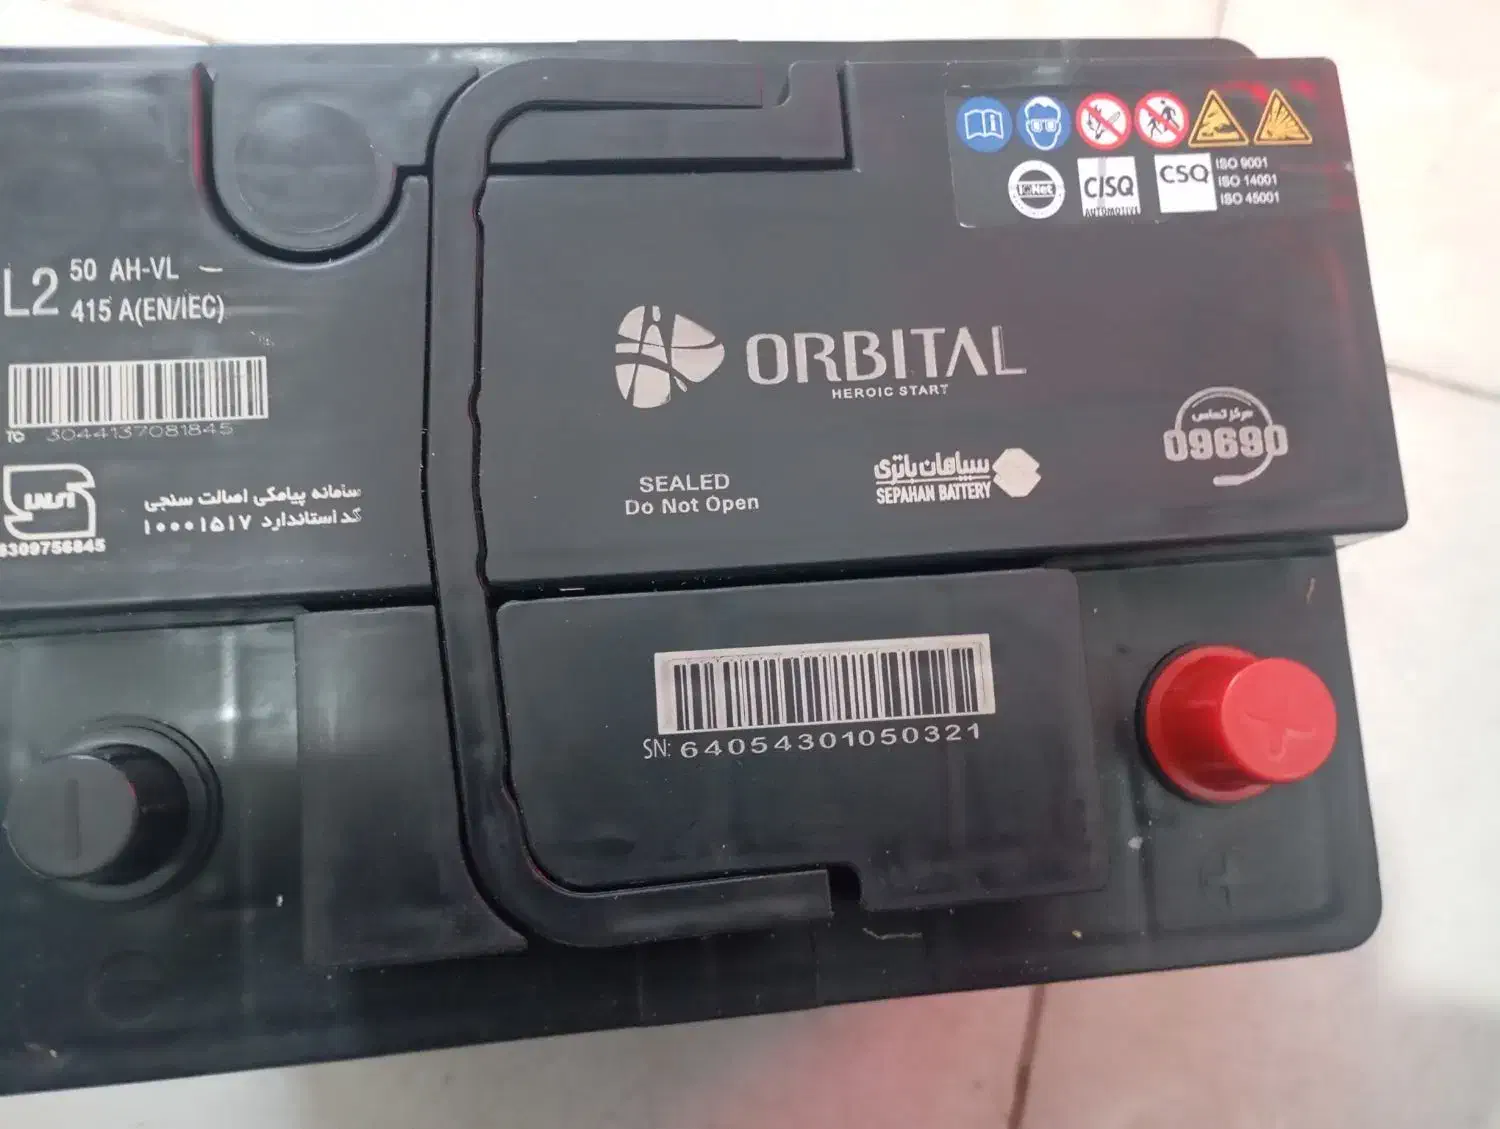 ISO 9001
IQNet
CISQ
AUTOMOTIVE
CSQ
ISO 14001
ISO 45001
L2
50 AH-VL
415 A(EN/IEC)
TC 3044137081845
سامانه پیامکی اصالت سنجی
کد استاندارد ۱۰۰۰۱۵۱۷
6309756845
ORBITAL
HEROIC START
SEALED
Do Not Open
سپاهان باتری
SEPAHAN BATTERY
مرکز تماس
09690
SN: 64054301050321